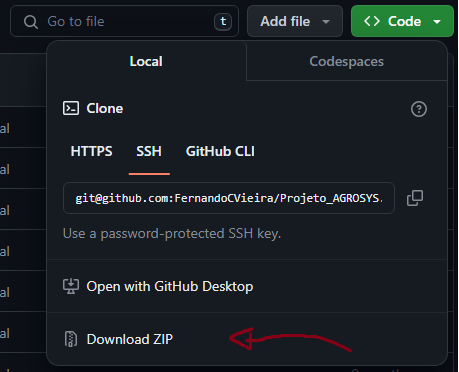 Go to file
t
Add file
Code
Local
Codespaces
Clone
HTTPS
SSH
GitHub CLI
git@github.com:FernandoCVieira/Projeto_AGROSYS.
Use a password-protected SSH key.
Open with GitHub Desktop
Download ZIP
al
al
al
al
al
al